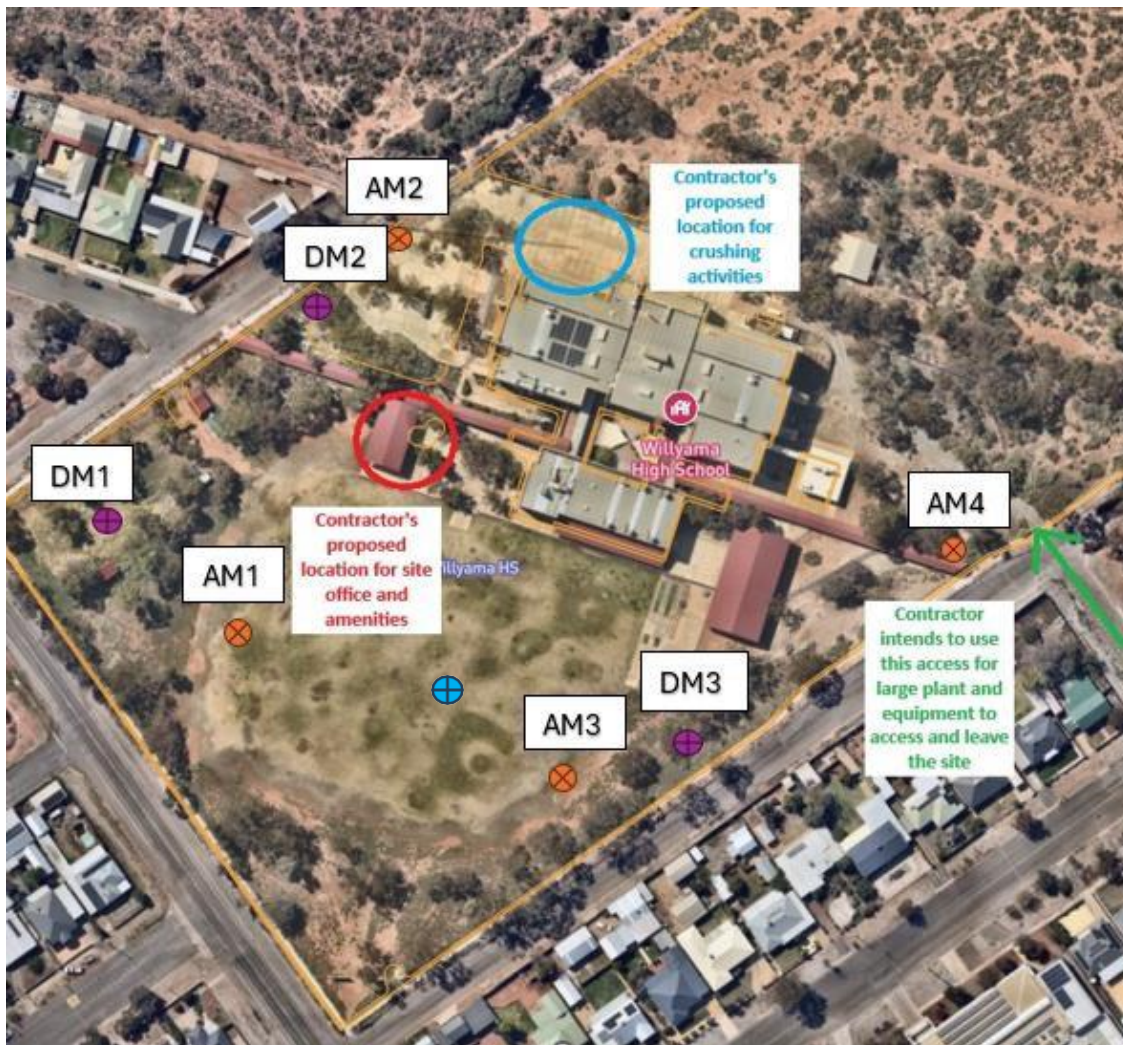 AM2
DM2
Contractor's
proposed
location for
crushing
activities
Willyama
High School
DM1
AM4
Contractor's
proposed
location for site
office and
amenities
illyama HS
AM1
Contractor
intends to use
this access for
large plant and
equipment to
access and leave
the site
DM3
AM3